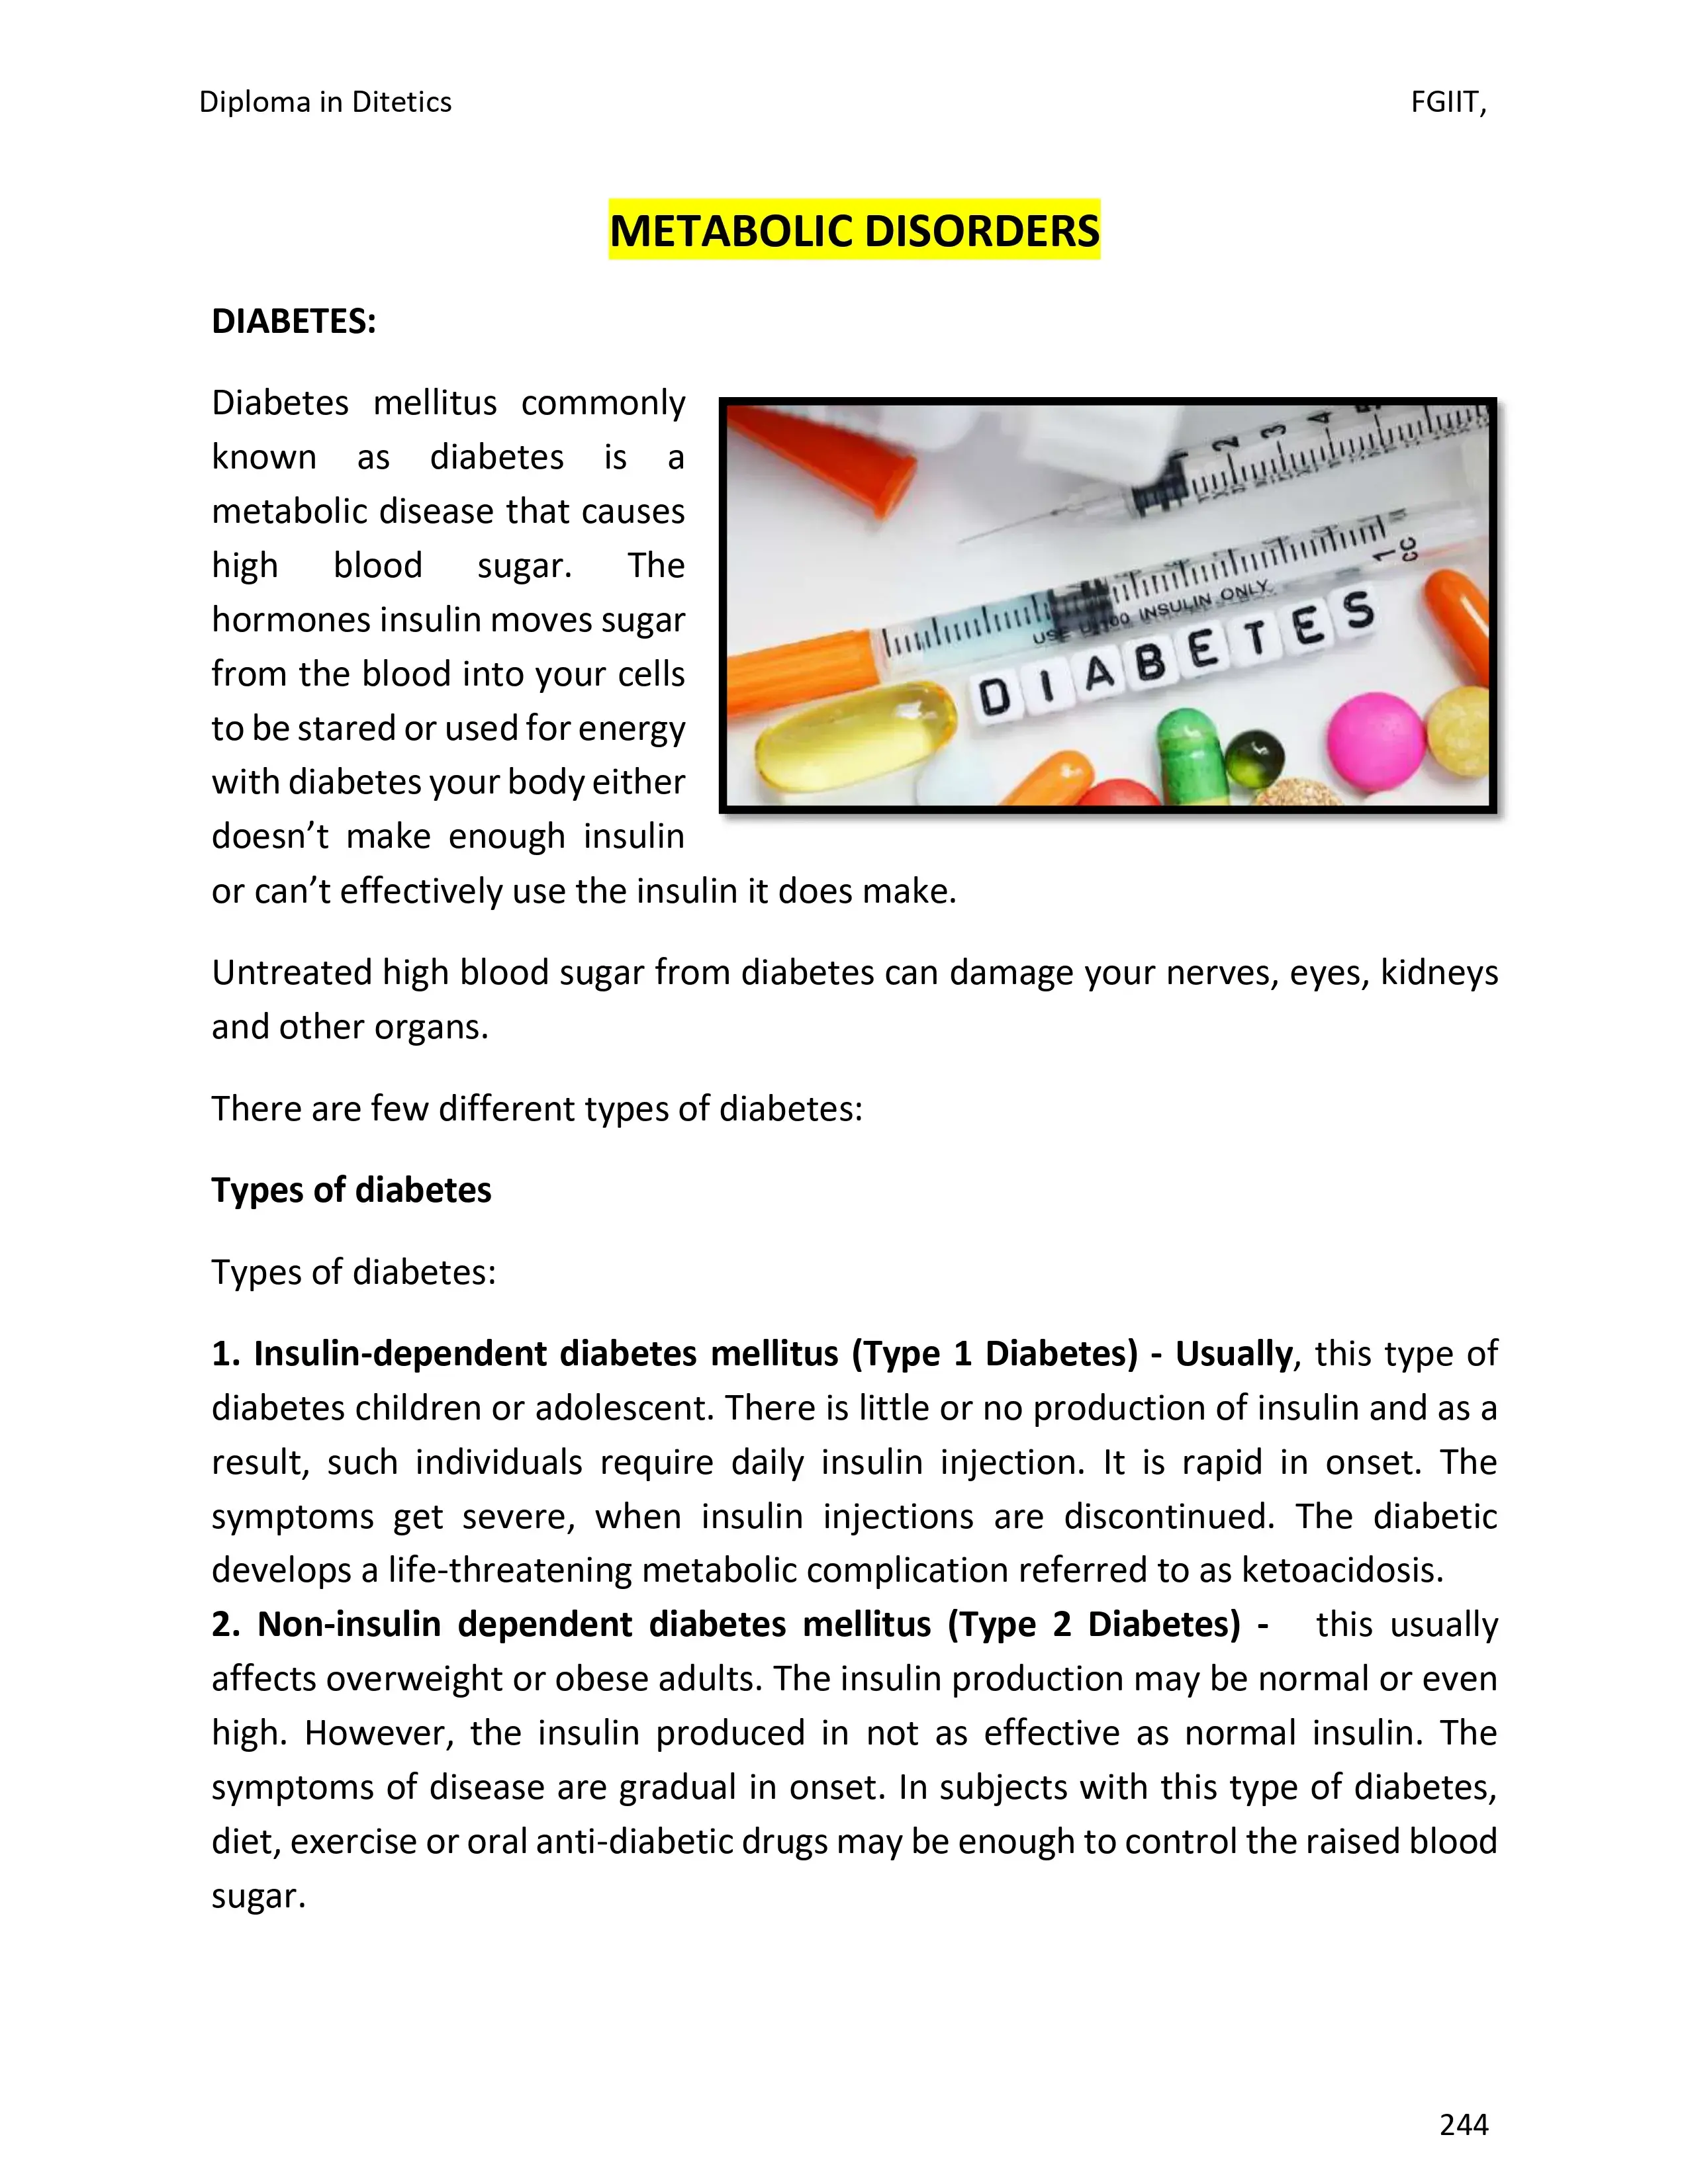 Diploma in Ditetics FGIIT,
METABOLIC DISORDERS
DIABETES:
Diabetes mellitus commonly
known as diabetes is a
metabolic disease that causes
high blood sugar. The
hormones insulin moves sugar
from the blood into your cells
to be stared or used for energy
with diabetes your body either
doesn’t make enough insulin
or can’t effectively use the insulin it does make.
1 2 3 4 5
1 cc
USE U-100 INSULIN ONLY
DIABETES
Untreated high blood sugar from diabetes can damage your nerves, eyes, kidneys
and other organs.
There are few different types of diabetes:
Types of diabetes
Types of diabetes:
1. Insulin-dependent diabetes mellitus (Type 1 Diabetes) - Usually, this type of
diabetes children or adolescent. There is little or no production of insulin and as a
result, such individuals require daily insulin injection. It is rapid in onset. The
symptoms get severe, when insulin injections are discontinued. The diabetic
develops a life-threatening metabolic complication referred to as ketoacidosis.
2. Non-insulin dependent diabetes mellitus (Type 2 Diabetes) - this usually
affects overweight or obese adults. The insulin production may be normal or even
high. However, the insulin produced in not as effective as normal insulin. The
symptoms of disease are gradual in onset. In subjects with this type of diabetes,
diet, exercise or oral anti-diabetic drugs may be enough to control the raised blood
sugar.
244